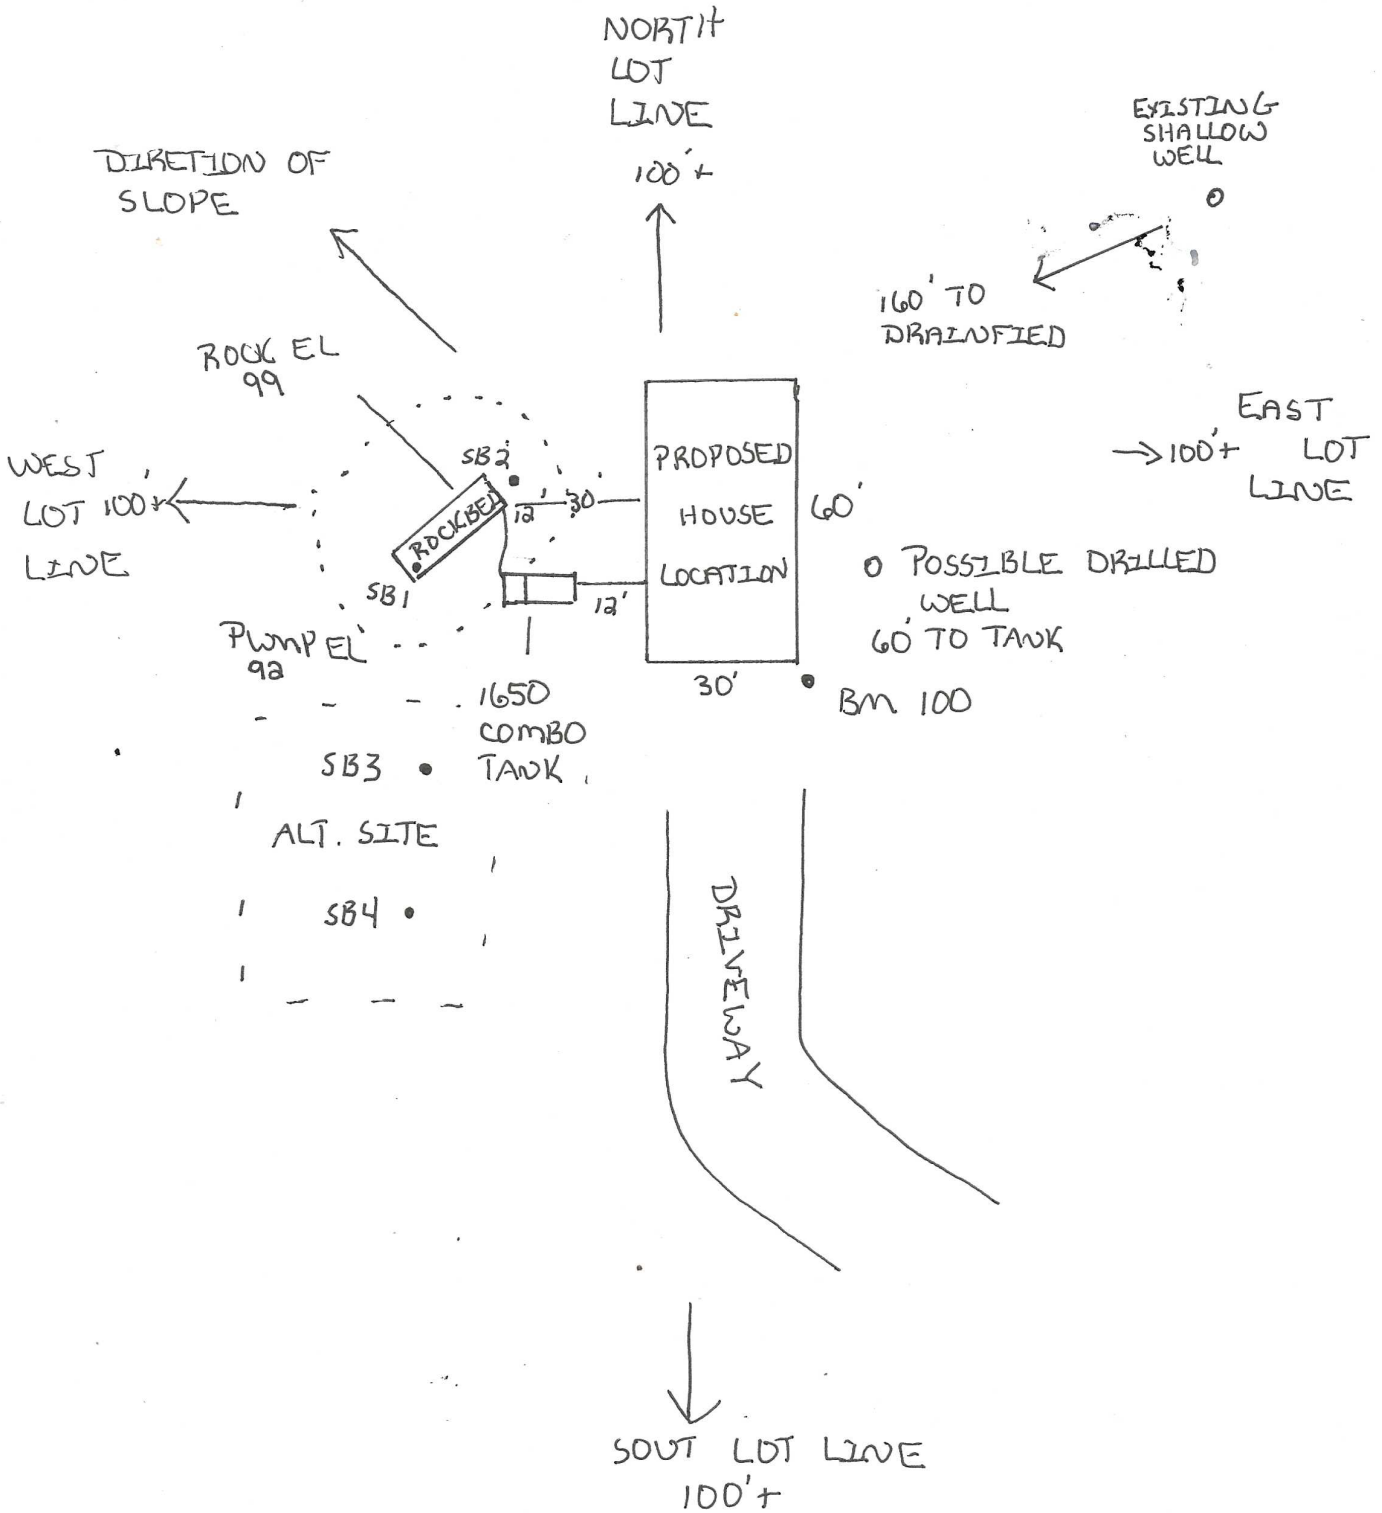 NORTH
LOT
LINE
100'+
EXISTING
SHALLOW
WELL
DIRETION OF
SLOPE
160' TO
DRAINFIED
ROCK EL
99
EAST
100'+ LOT
LINE
WEST
LOT 100'+
LINE
SB2
ROCKBED
12' 30'
SB1
12'
PROPOSED
HOUSE
LOCATION
60'
30'
POSSIBLE DRILLED
WELL
60' TO TANK
BM 100
PUMP EL
92
1650
COMBO
TANK
SB3
ALT. SITE
SB4
DRIVEWAY
SOUT LOT LINE
100'+